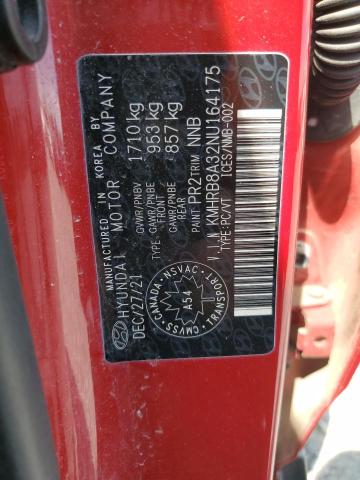 MANUFACTURED IN KOREA BY
HYUNDAI MOTOR COMPANY
DEC/27/21
GVWR/PNBV 1710 kg
GAWR/PNBE FRONT 953 kg
GAWR/PNBE REAR 857 kg
PAINT PR2 TRIM NNB
CANADA·NSVAC
A54
CMVSS TRANSPORT
KMHRB8A32NU164175
TYPE:PC/VT ICES/NMB-002